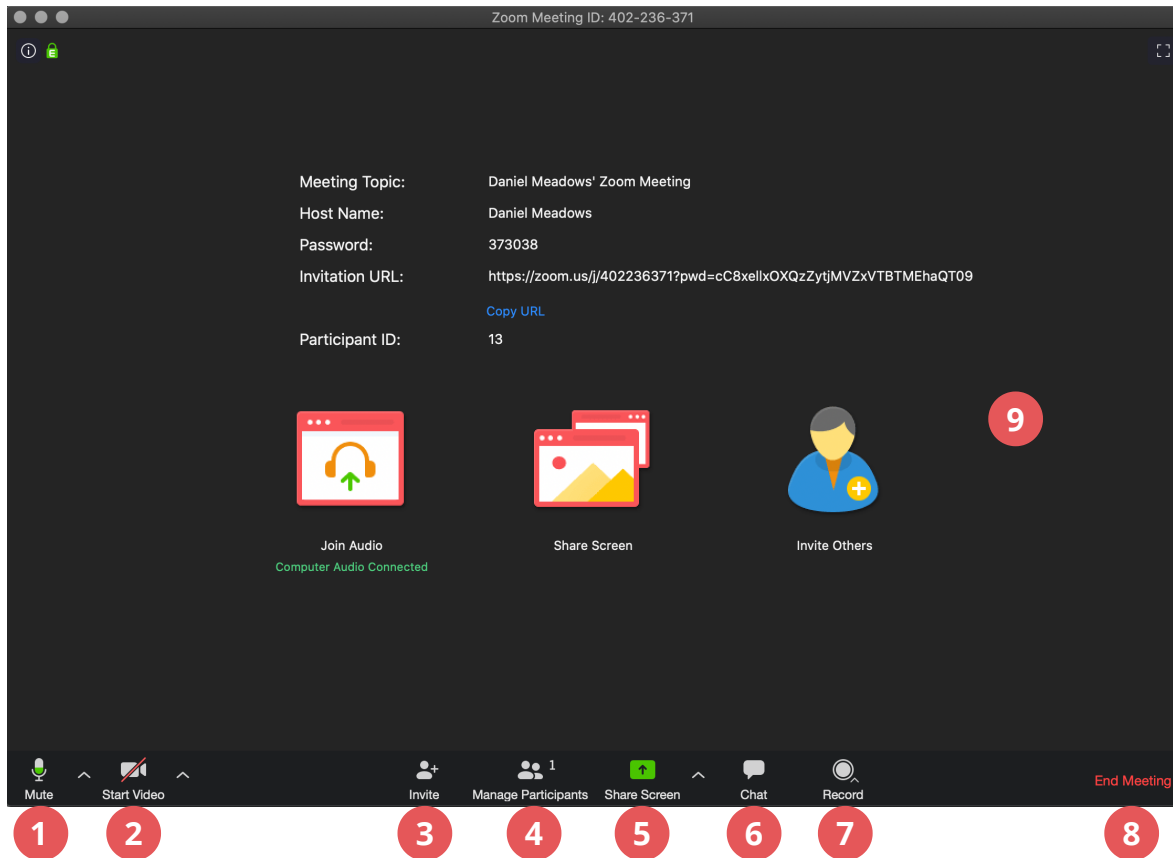 Zoom Meeting ID: 402-236-371
E
Meeting Topic: Daniel Meadows' Zoom Meeting
Host Name: Daniel Meadows
Password: 373038
Invitation URL: https://zoom.us/j/402236371?pwd=cC8xellxOXQzZytjMVZxVTBTMEhaQT09
Copy URL
Participant ID: 13
9
Join Audio Share Screen Invite Others
Computer Audio Connected
1
Mute Start Video Invite Manage Participants Share Screen Chat Record End Meeting
1 2 3 4 5 6 7 8